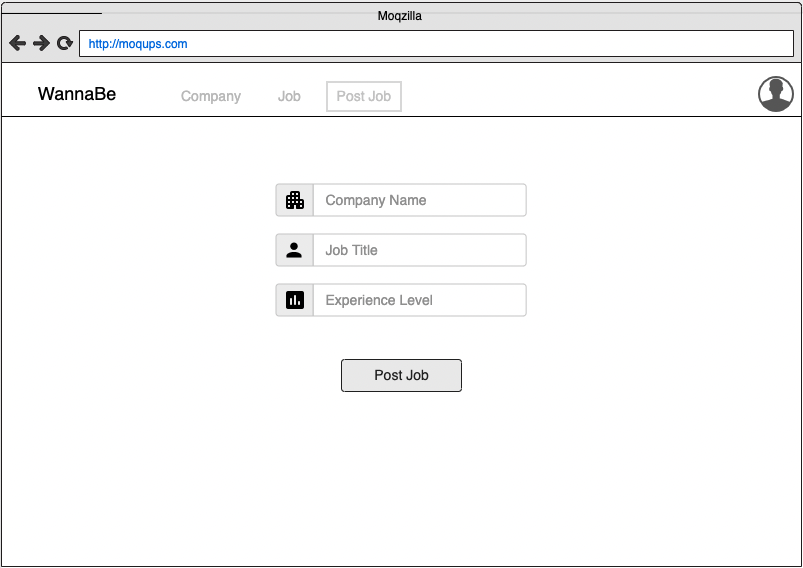 Moqzilla
http://moqups.com
WannaBe Company Job Post Job
Company Name
Job Title
Experience Level
Post Job